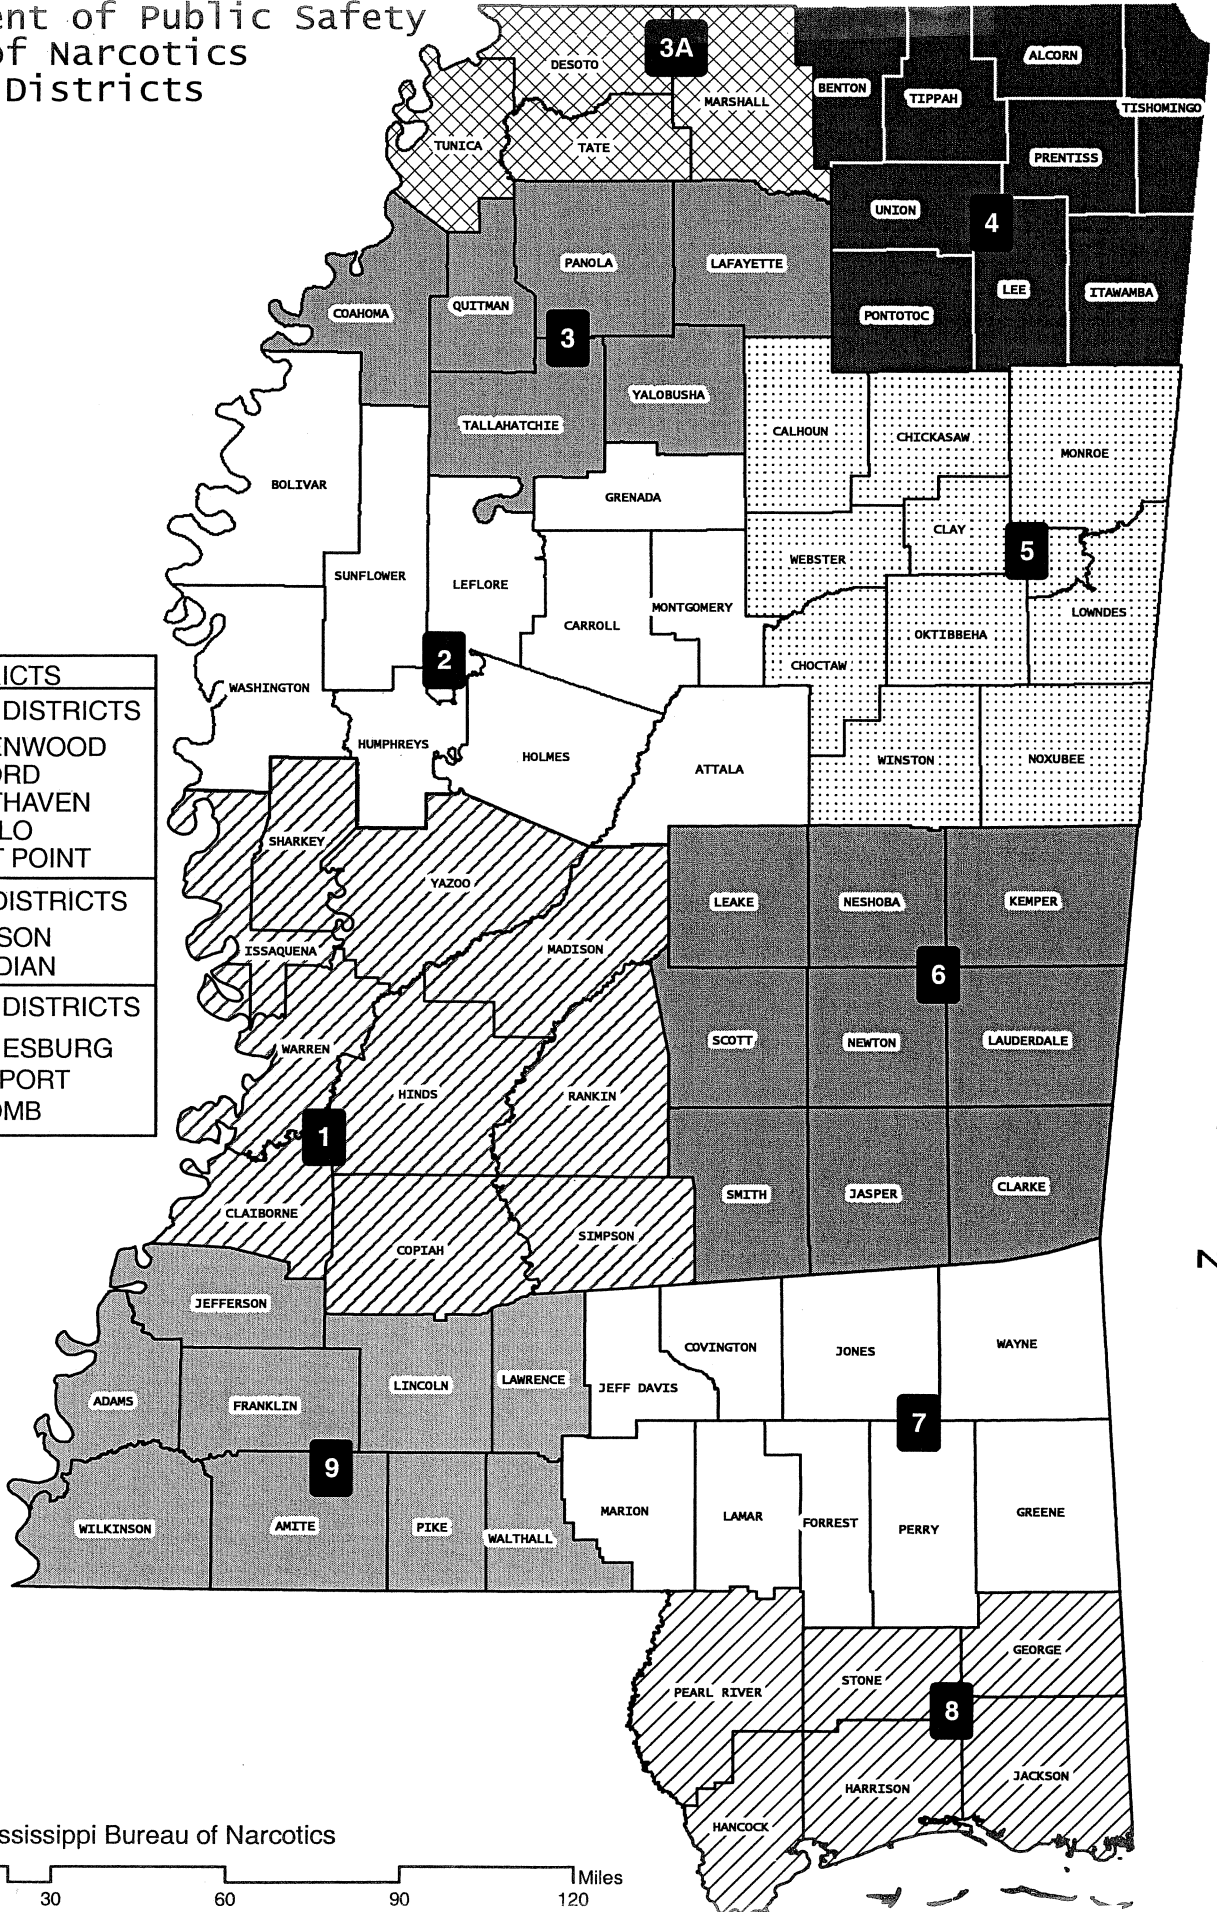 ent of Public Safety
of Narcotics
Districts
3A
DESOTO
MARSHALL
TUNICA
TATE
BENTON
TIPPAH
ALCORN
TISHOMINGO
PRENTISS
UNION
4
PANOLA
LAFAYETTE
COAHOMA
QUITMAN
PONTOTOC
LEE
ITAWAMBA
3
YALOBUSHA
TALLAHATCHIE
CALHOUN
CHICKASAW
MONROE
BOLIVAR
GRENADA
CLAY
5
SUNFLOWER
LEFLORE
WEBSTER
CARROLL
MONTGOMERY
LOWNDES
OKTIBBEHA
2
CHOCTAW
WASHINGTON
HUMPHREYS
HOLMES
ATTALA
WINSTON
NOXUBEE
RICTS
DISTRICTS
ENWOOD
ORD
THAVEN
LO
T POINT
DISTRICTS
SON
DIAN
DISTRICTS
ESBURG
PORT
OMB
SHARKEY
YAZOO
LEAKE
NESHOBA
KEMPER
ISSAQUENA
MADISON
6
WARREN
SCOTT
NEWTON
LAUDERDALE
HINDS
RANKIN
1
SMITH
JASPER
CLARKE
CLAIBORNE
COPIAH
SIMPSON
N
JEFFERSON
COVINGTON
JONES
WAYNE
ADAMS
FRANKLIN
LINCOLN
LAWRENCE
JEFF DAVIS
7
9
WILKINSON
AMITE
PIKE
WALTHALL
MARION
LAMAR
FORREST
PERRY
GREENE
GEORGE
PEARL RIVER
STONE
8
HARRISON
JACKSON
HANCOCK
ssissippi Bureau of Narcotics
Miles
30 60 90 120